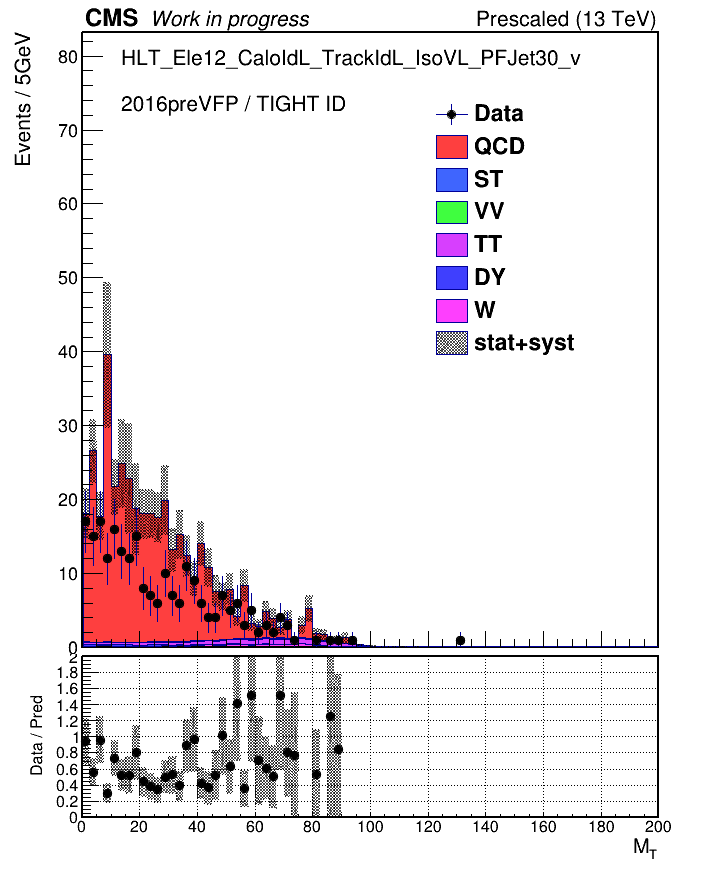 CMS Work in progress Prescaled (13 TeV)
Events / 5GeV
HLT_Ele12_CaloIdL_TrackIdL_IsoVL_PFJet30_v
2016preVFP / TIGHT ID
Data
QCD
ST
VV
TT
DY
W
stat+syst
80
70
60
50
40
30
20
10
0
Data / Pred
2
1.8
1.6
1.4
1.2
1
0.8
0.6
0.4
0.2
0
0 20 40 60 80 100 120 140 160 180 200
M_T